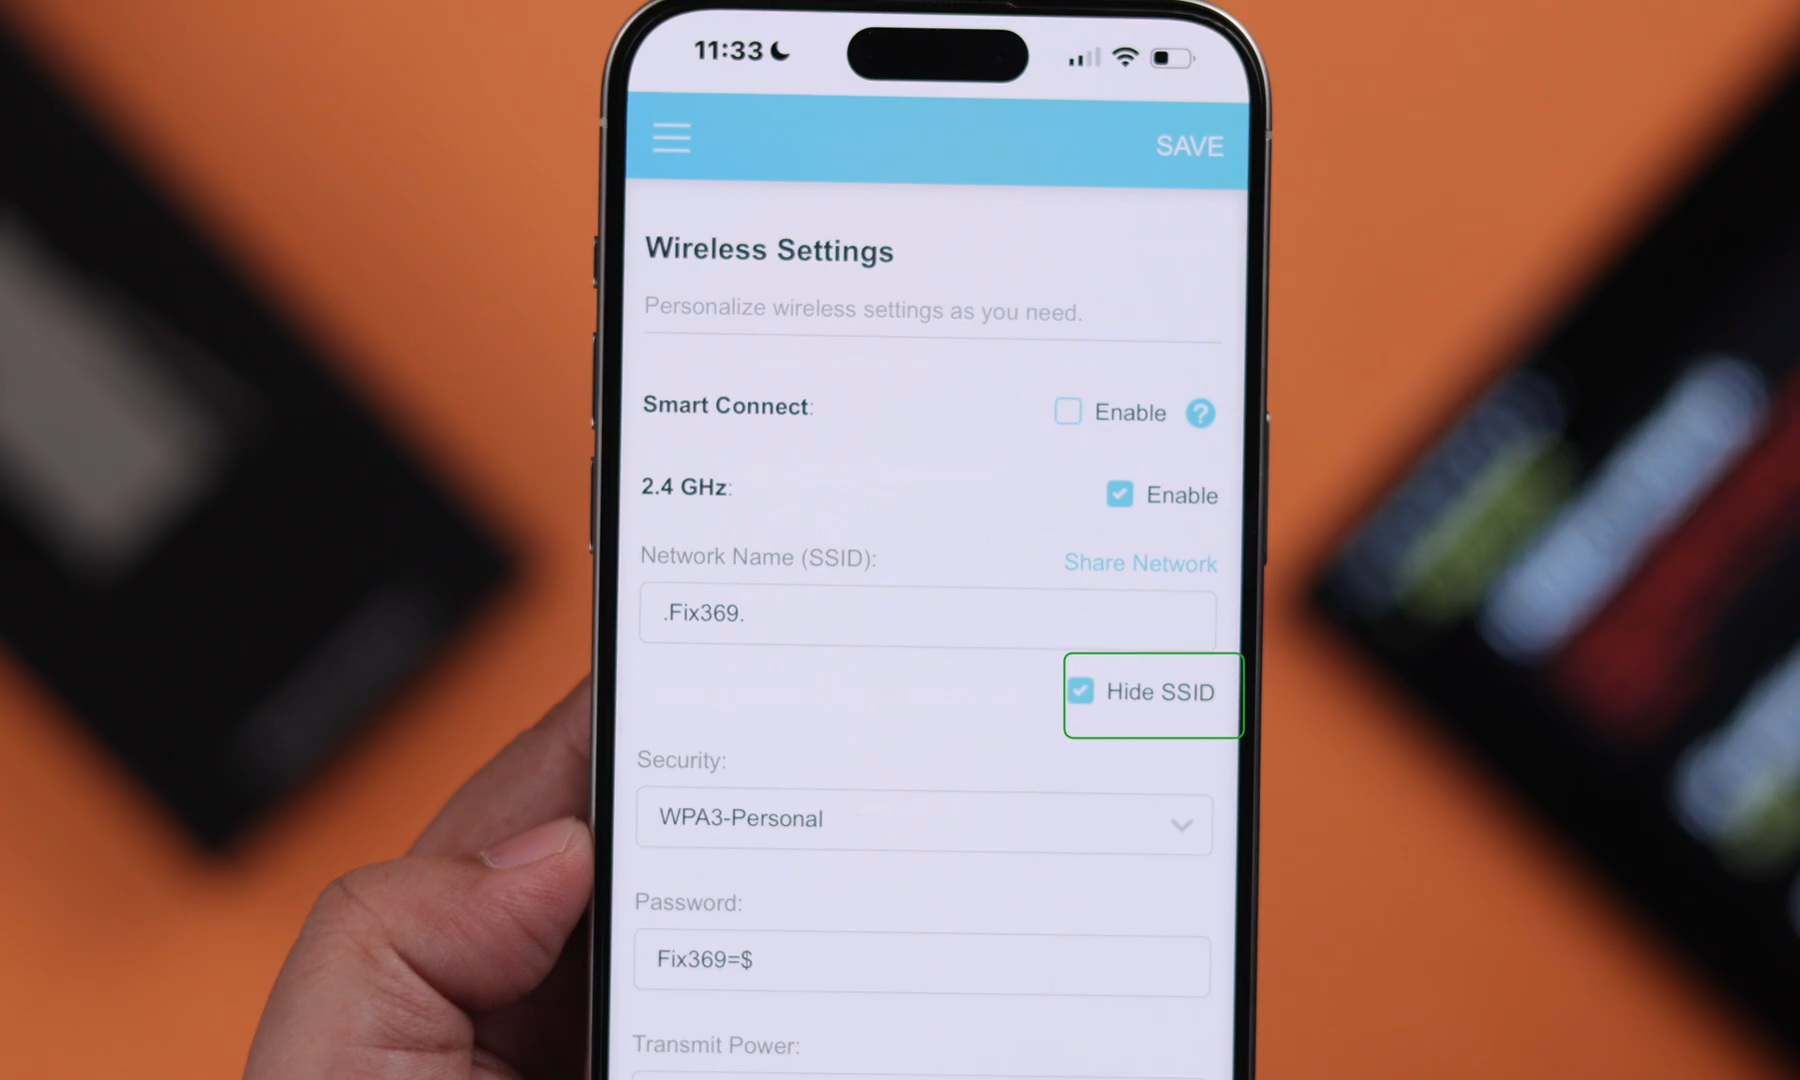 11:33
SAVE
Wireless Settings
Personalize wireless settings as you need.
Smart Connect: Enable ?
2.4 GHz: Enable
Network Name (SSID): Share Network
.Fix369.
Hide SSID
Security:
WPA3-Personal
Password:
Fix369=$
Transmit Power: